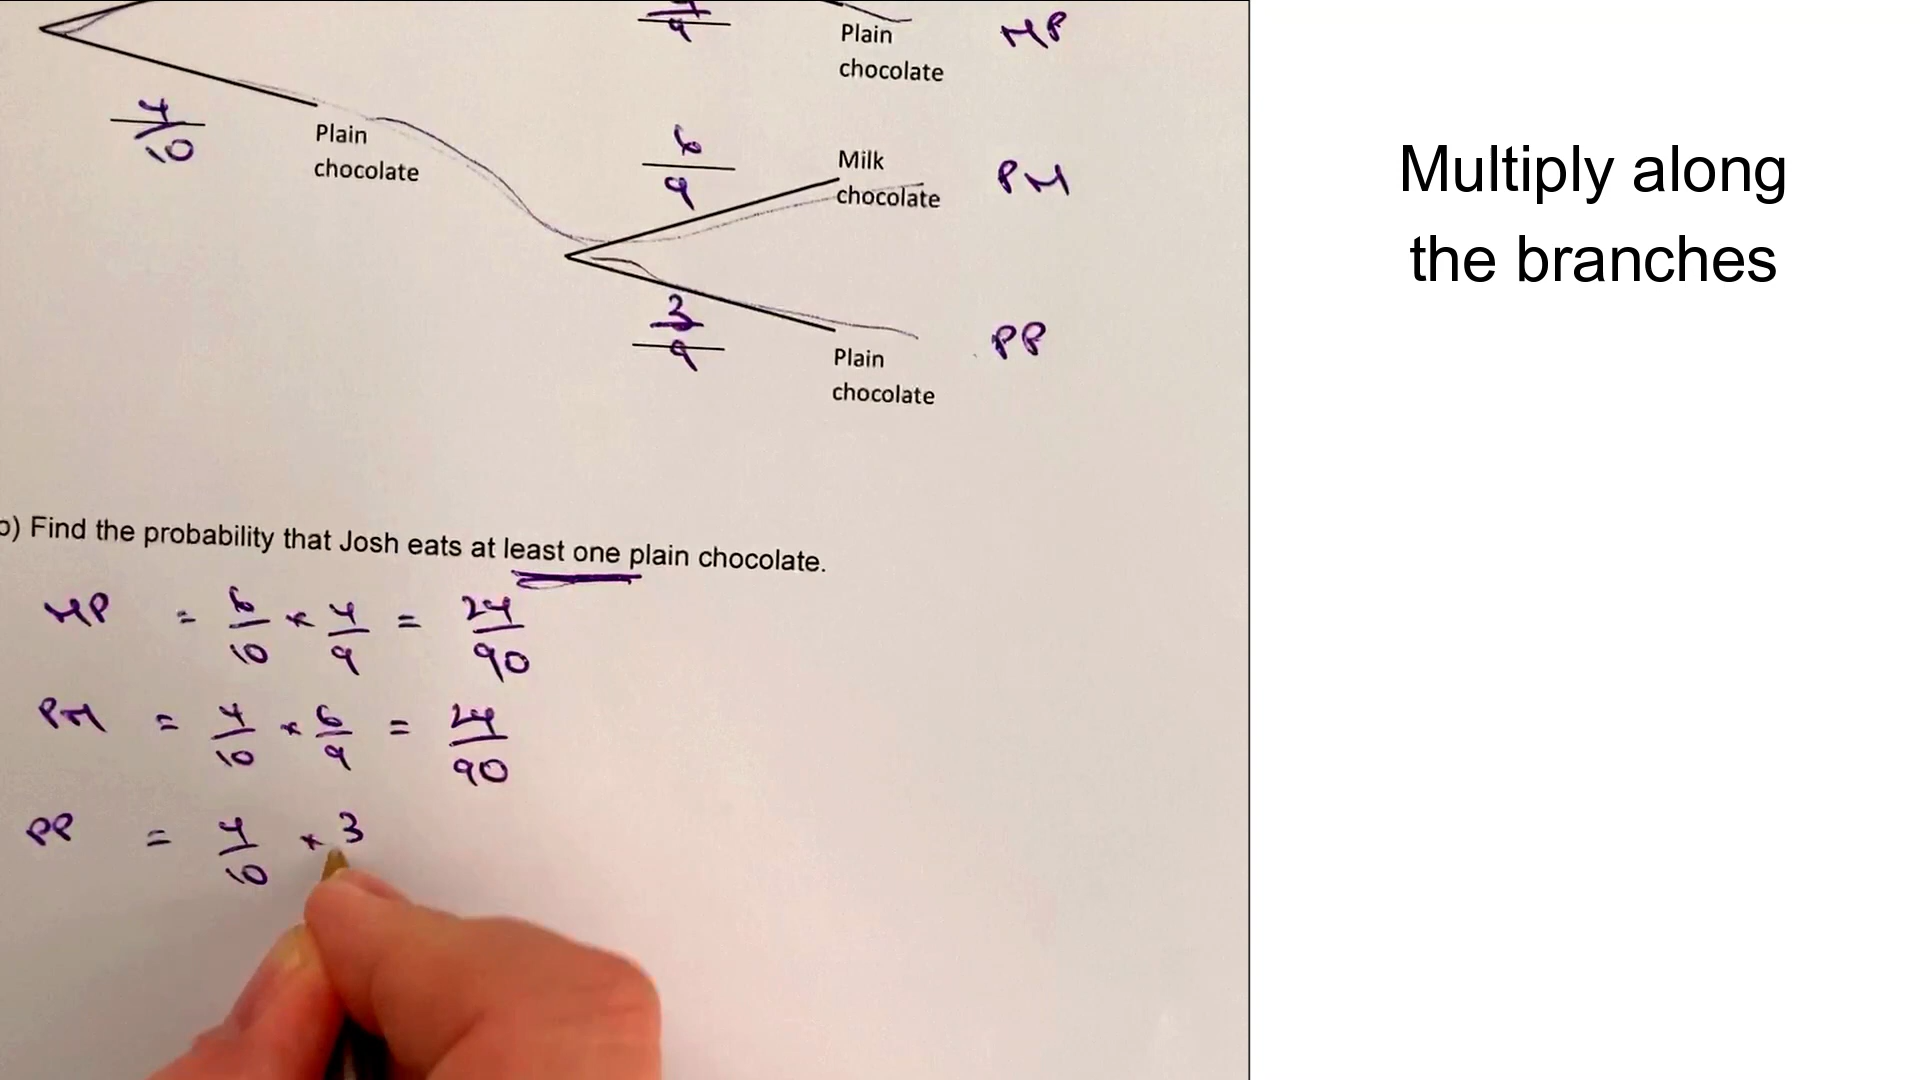 4/9
Plain
chocolate
MP
4/10
Plain
chocolate
6/9
Milk
chocolate
PM
3/9
Plain
chocolate
PP
b) Find the probability that Josh eats at least one plain chocolate.
MP = 6/10 × 4/9 = 24/90
PM = 4/10 × 6/9 = 24/90
PP = 4/10 × 3
Multiply along
the branches